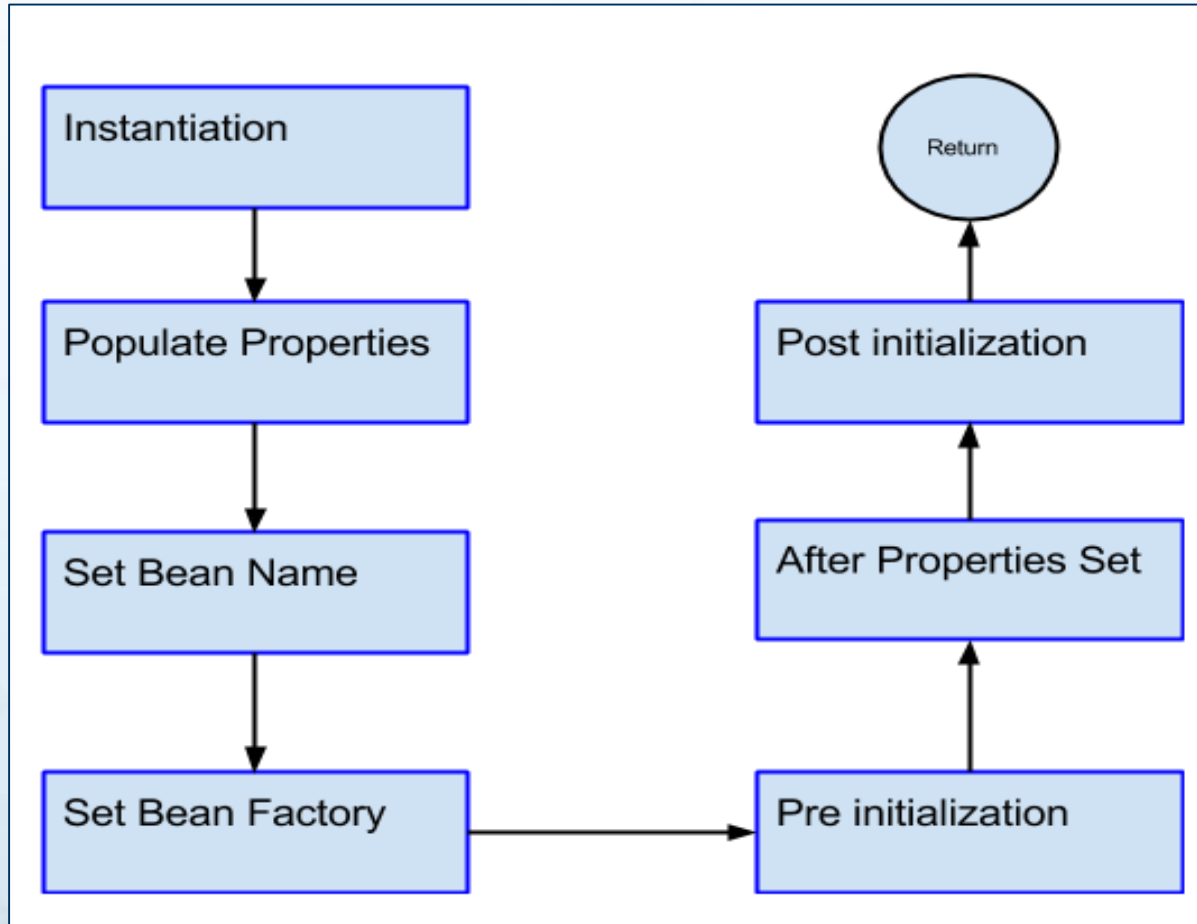 Instantiation
Populate Properties
Set Bean Name
Set Bean Factory
Pre initialization
After Properties Set
Post initialization
Return